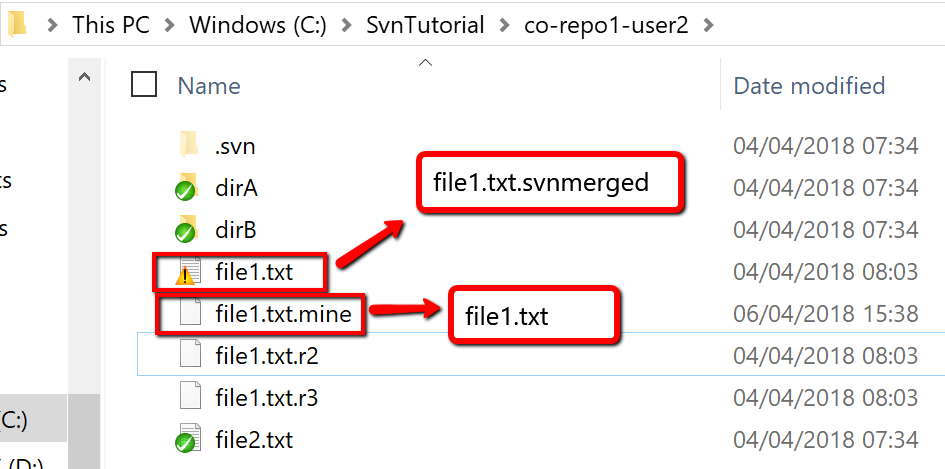 This PC > Windows (C:) > SvnTutorial > co-repo1-user2 >
Name Date modified
.svn 04/04/2018 07:34
dirA file1.txt.svnmerged 04/04/2018 07:34
dirB 04/04/2018 07:34
file1.txt 04/04/2018 08:03
file1.txt.mine file1.txt 06/04/2018 15:38
file1.txt.r2 04/04/2018 08:03
file1.txt.r3 04/04/2018 08:03
(C:)
file2.txt 04/04/2018 07:34
(D:)